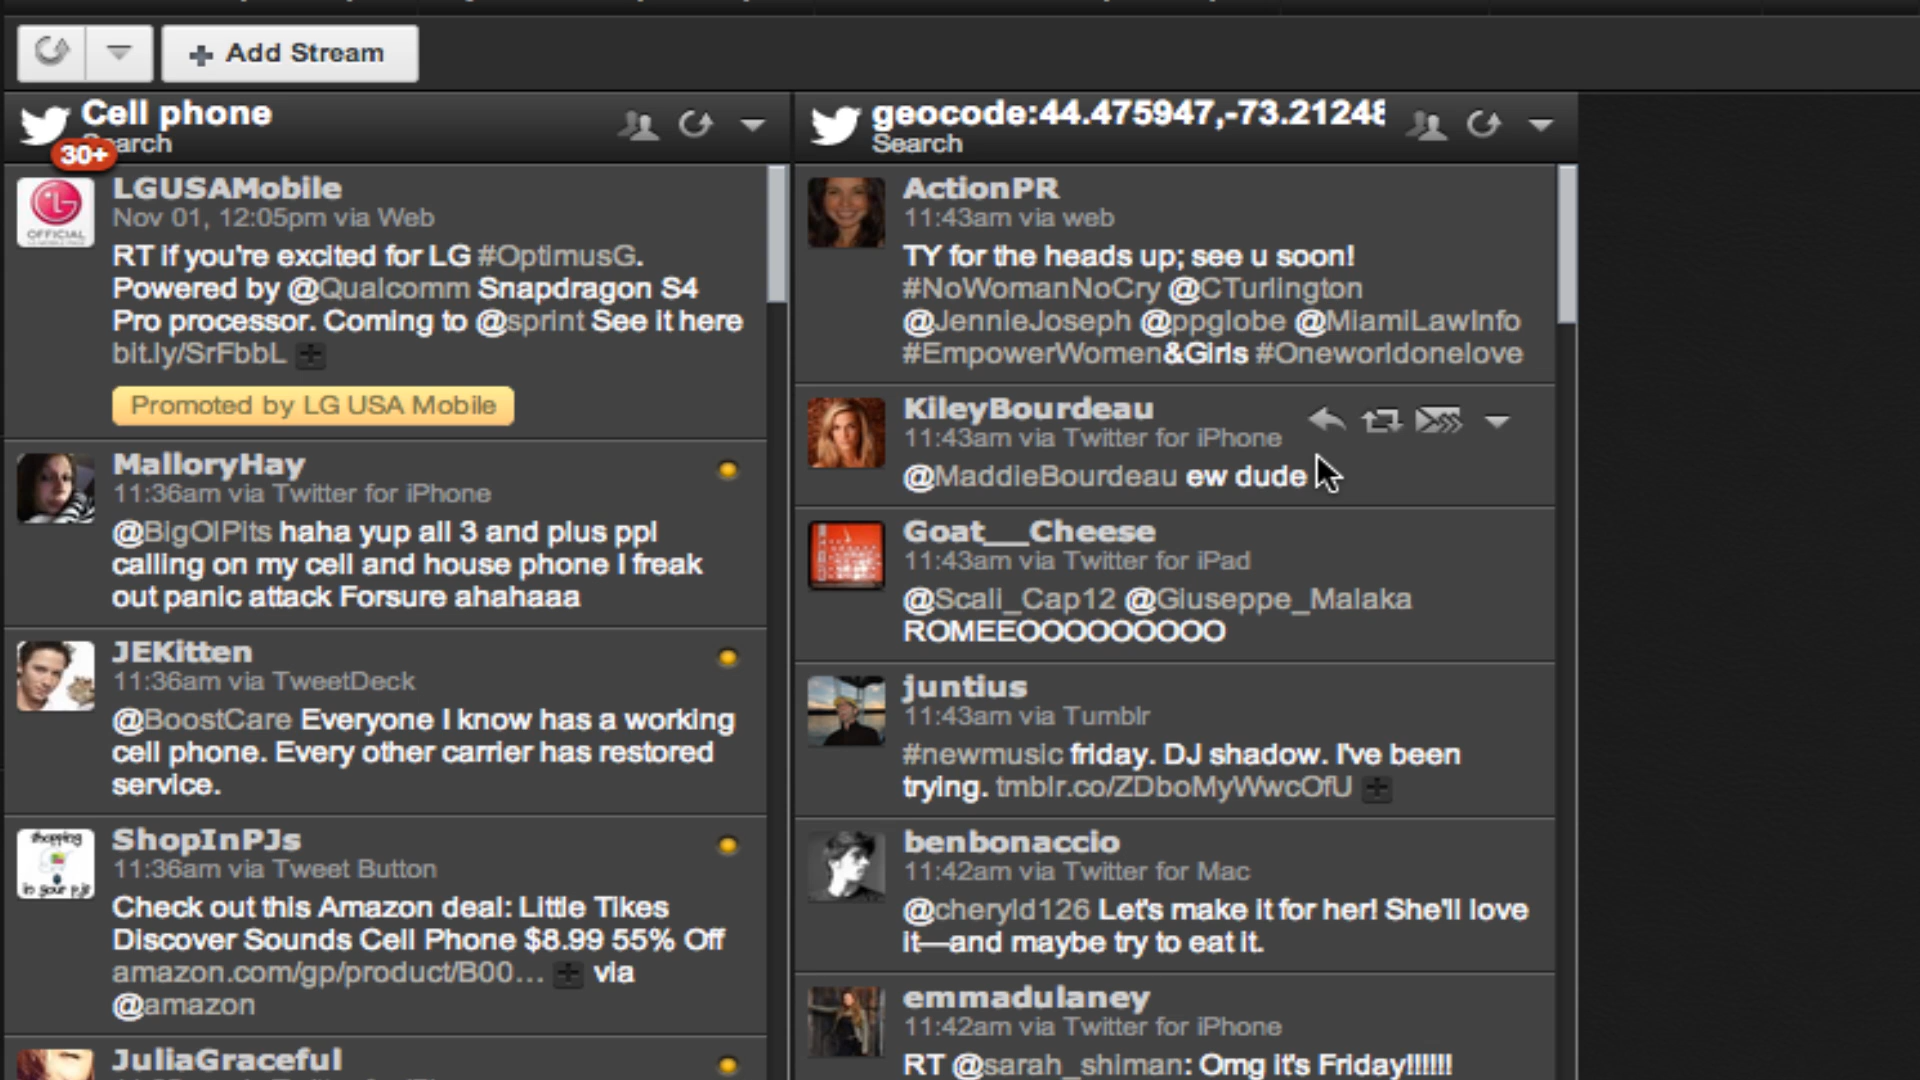 + Add Stream
Cell phone
Search
30+
LGUSAMobile
Nov 01, 12:05pm via Web
RT if you're excited for LG #OptimusG.
Powered by @Qualcomm Snapdragon S4
Pro processor. Coming to @sprint See it here
bit.ly/SrFbbL +
Promoted by LG USA Mobile
OFFICIAL
MalloryHay
11:36am via Twitter for iPhone
@BigOlPits haha yup all 3 and plus ppl
calling on my cell and house phone I freak
out panic attack Forsure ahahaaa
JEKitten
11:36am via TweetDeck
@BoostCare Everyone I know has a working
cell phone. Every other carrier has restored
service.
shopping
in your pjs
ShopInPJs
11:36am via Tweet Button
Check out this Amazon deal: Little Tikes
Discover Sounds Cell Phone $8.99 55% Off
amazon.com/gp/product/B00... + via
@amazon
JuliaGraceful
geocode:44.475947,-73.21248
Search
ActionPR
11:43am via web
TY for the heads up; see u soon!
#NoWomanNoCry @CTurlington
@JennieJoseph @ppglobe @MiamiLawInfo
#EmpowerWomen&Girls #Oneworldonelove
KileyBourdeau
11:43am via Twitter for iPhone
@MaddieBourdeau ew dude
Goat__Cheese
11:43am via Twitter for iPad
@Scali_Cap12 @Giuseppe_Malaka
ROMEEOOOOOOOOO
juntius
11:43am via Tumblr
#newmusic friday. DJ shadow. I've been
trying. tmblr.co/ZDboMyWwcOfU +
benbonaccio
11:42am via Twitter for Mac
@cheryld126 Let's make it for her! She'll love
it—and maybe try to eat it.
emmadulaney
11:42am via Twitter for iPhone
RT @sarah_shiman: Omg it's Friday!!!!!!